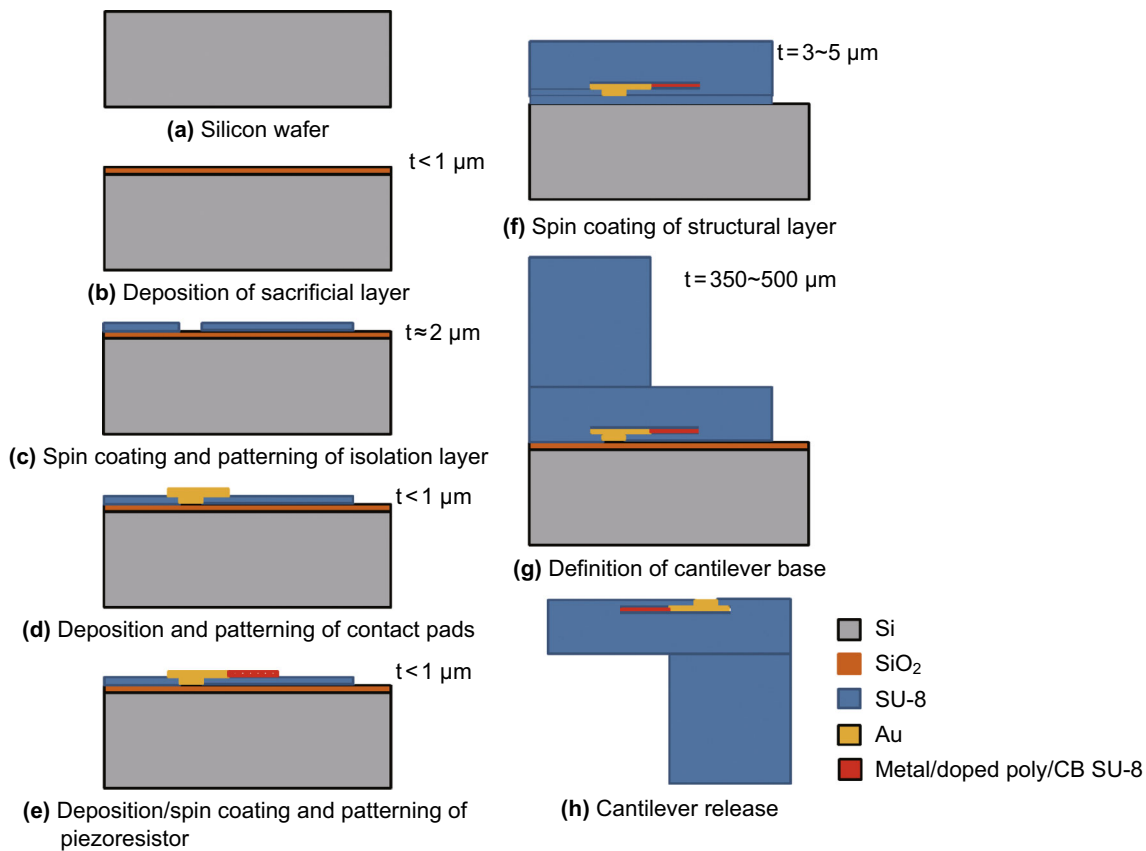 (a) Silicon wafer
t < 1 µm
(b) Deposition of sacrificial layer
t ≈ 2 µm
(c) Spin coating and patterning of isolation layer
t < 1 µm
(d) Deposition and patterning of contact pads
t < 1 µm
(e) Deposition/spin coating and patterning of
piezoresistor
t = 3~5 µm
(f) Spin coating of structural layer
t = 350~500 µm
(g) Definition of cantilever base
(h) Cantilever release
Si
SiO₂
SU-8
Au
Metal/doped poly/CB SU-8